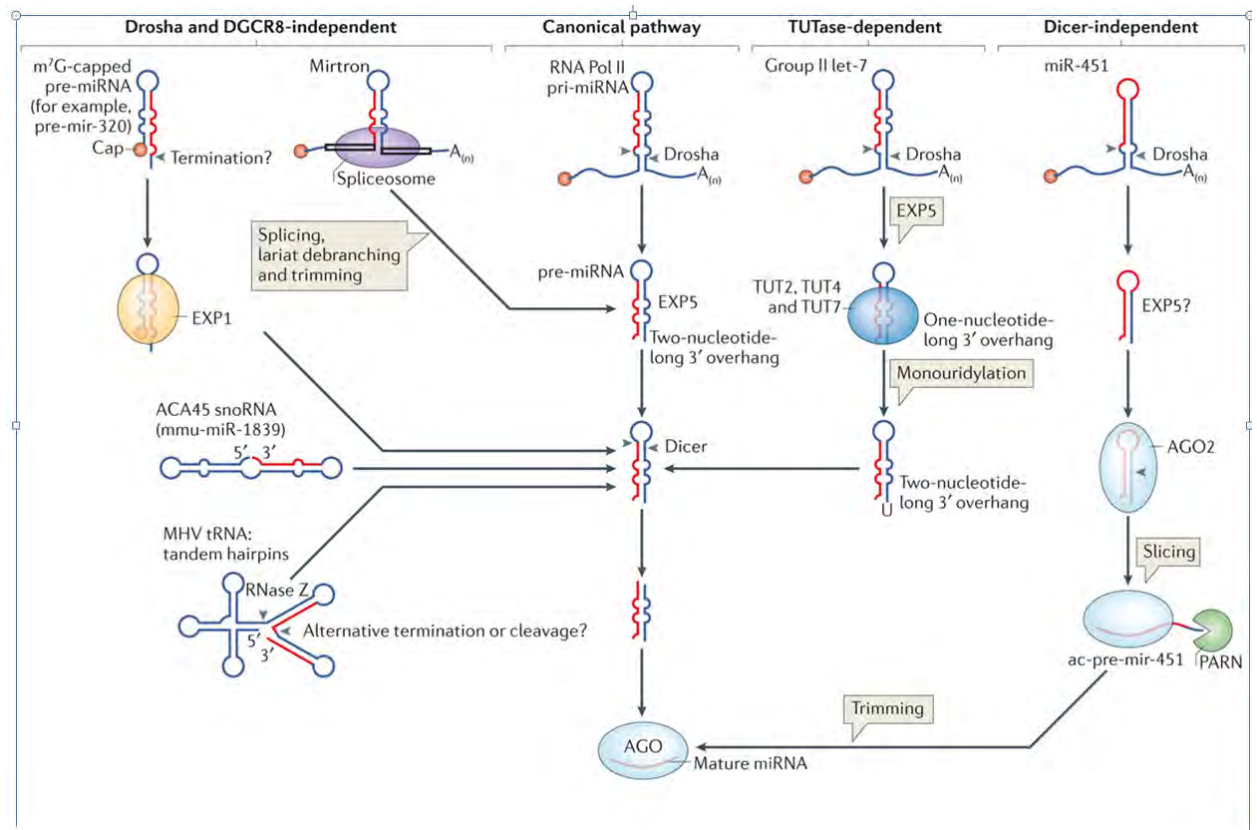 Drosha and DGCR8-independent
Canonical pathway
TUTase-dependent
Dicer-independent
m⁷G-capped
pre-miRNA
(for example,
pre-mir-320)
Cap
Termination?
Mirtron
A(n)
Spliceosome
RNA Pol II
pri-miRNA
Drosha
A(n)
Group II let-7
Drosha
A(n)
miR-451
Drosha
A(n)
EXP5
Splicing,
lariat debranching
and trimming
EXP1
pre-miRNA
EXP5
Two-nucleotide-
long 3′ overhang
TUT2, TUT4
and TUT7
One-nucleotide-
long 3′ overhang
EXP5?
Monouridylation
ACA45 snoRNA
(mmu-miR-1839)
5′ 3′
Dicer
Two-nucleotide-
long 3′ overhang
U
AGO2
MHV tRNA:
tandem hairpins
RNase Z
5′
3′
Alternative termination or cleavage?
Slicing
ac-pre-mir-451
PARN
Trimming
AGO
Mature miRNA